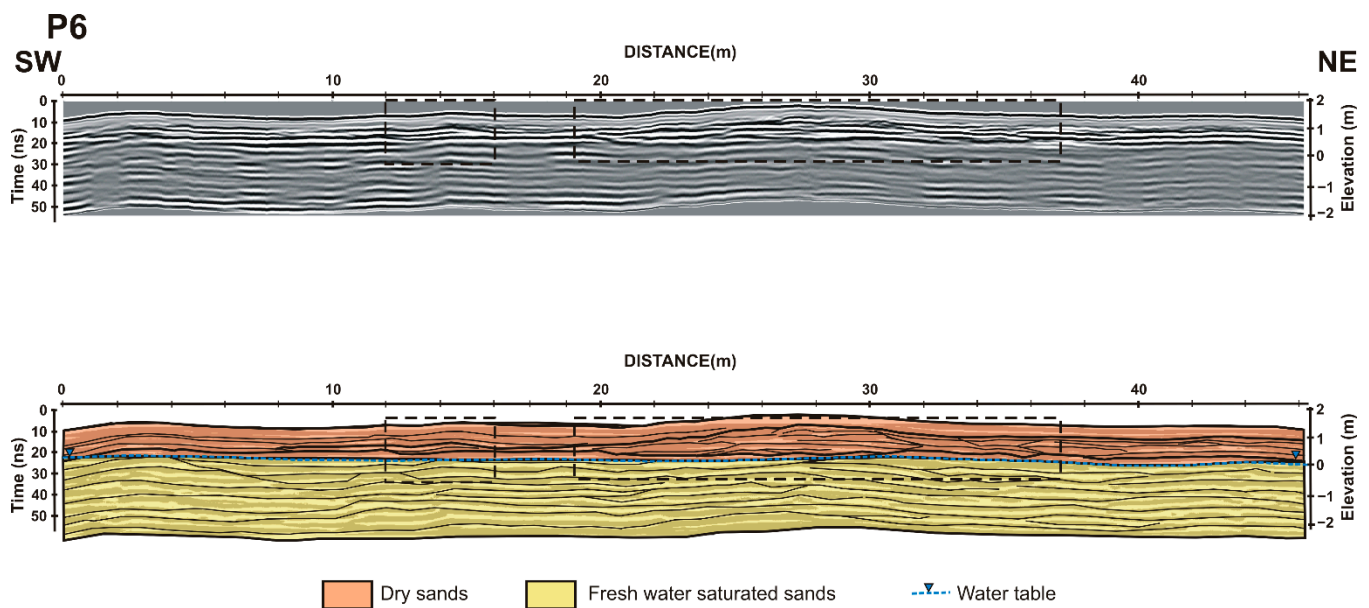 P6
SW
DISTANCE(m)
NE
0 10 20 30 40
Time (ns)
0
10
20
30
40
50
2
1
0
−1
−2
Elevation (m)
DISTANCE(m)
0 10 20 30 40
Time (ns)
0
10
20
30
40
50
2
1
0
−1
−2
Elevation (m)
Dry sands
Fresh water saturated sands
Water table